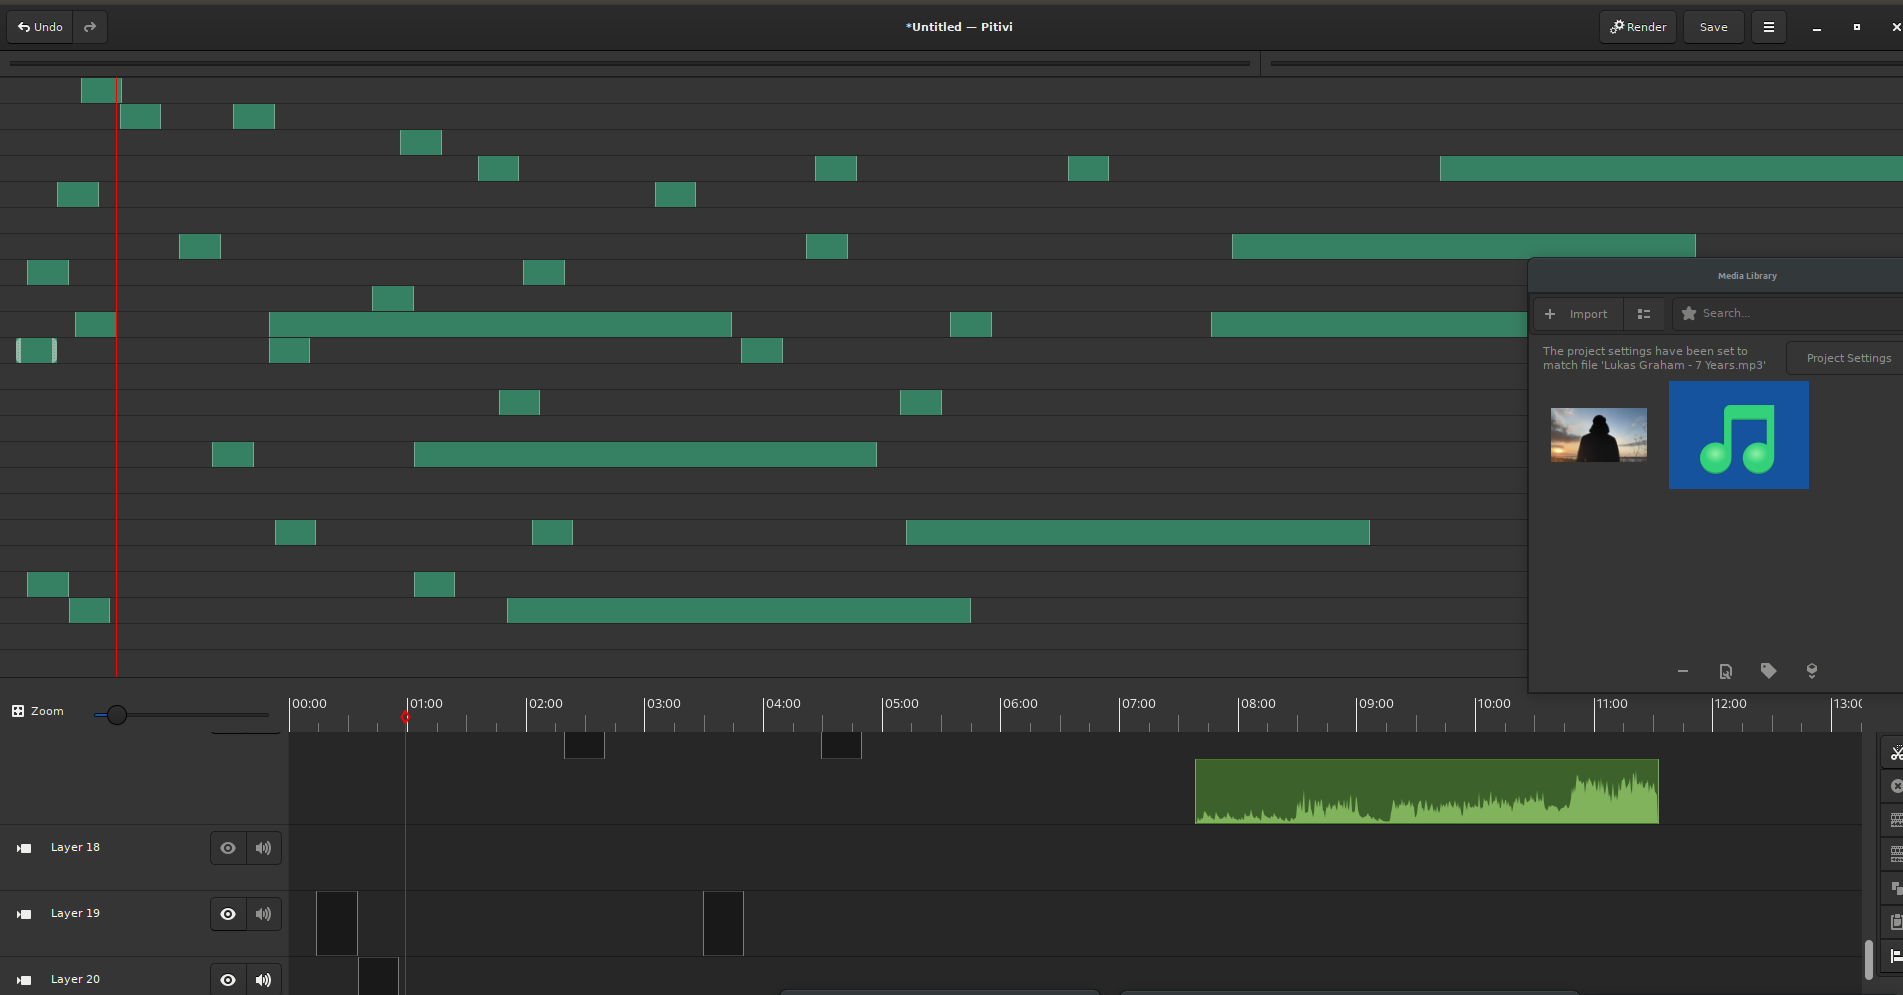 Undo
*Untitled — Pitivi
Render
Save
Media Library
Import
Search...
The project settings have been set to
match file 'Lukas Graham - 7 Years.mp3'
Project Settings
Zoom
00:00 01:00 02:00 03:00 04:00 05:00 06:00 07:00 08:00 09:00 10:00 11:00 12:00 13:00
Layer 18
Layer 19
Layer 20